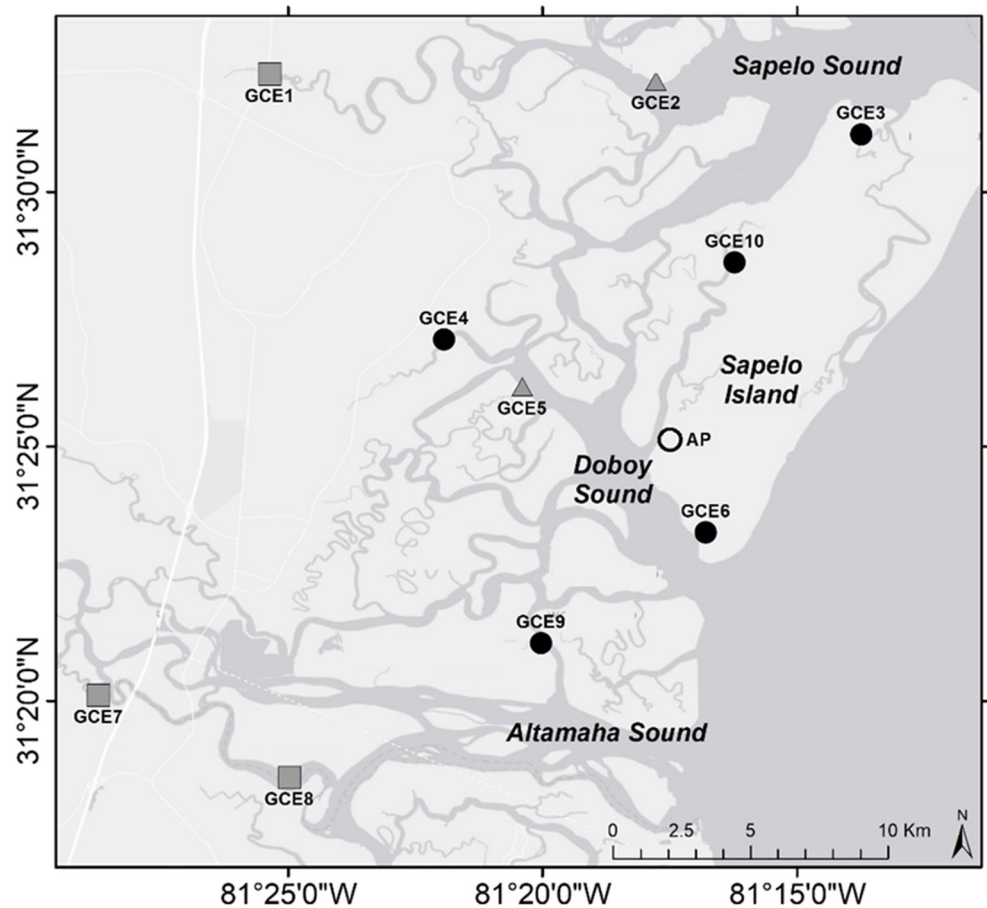 Sapelo Sound
GCE1
GCE2
GCE3
31°30'0"N
GCE10
GCE4
Sapelo
Island
GCE5
31°25'0"N
AP
Doboy
Sound
GCE6
GCE9
31°20'0"N
GCE7
Altamaha Sound
GCE8
0 2.5 5 10 Km
N
81°25'0"W 81°20'0"W 81°15'0"W